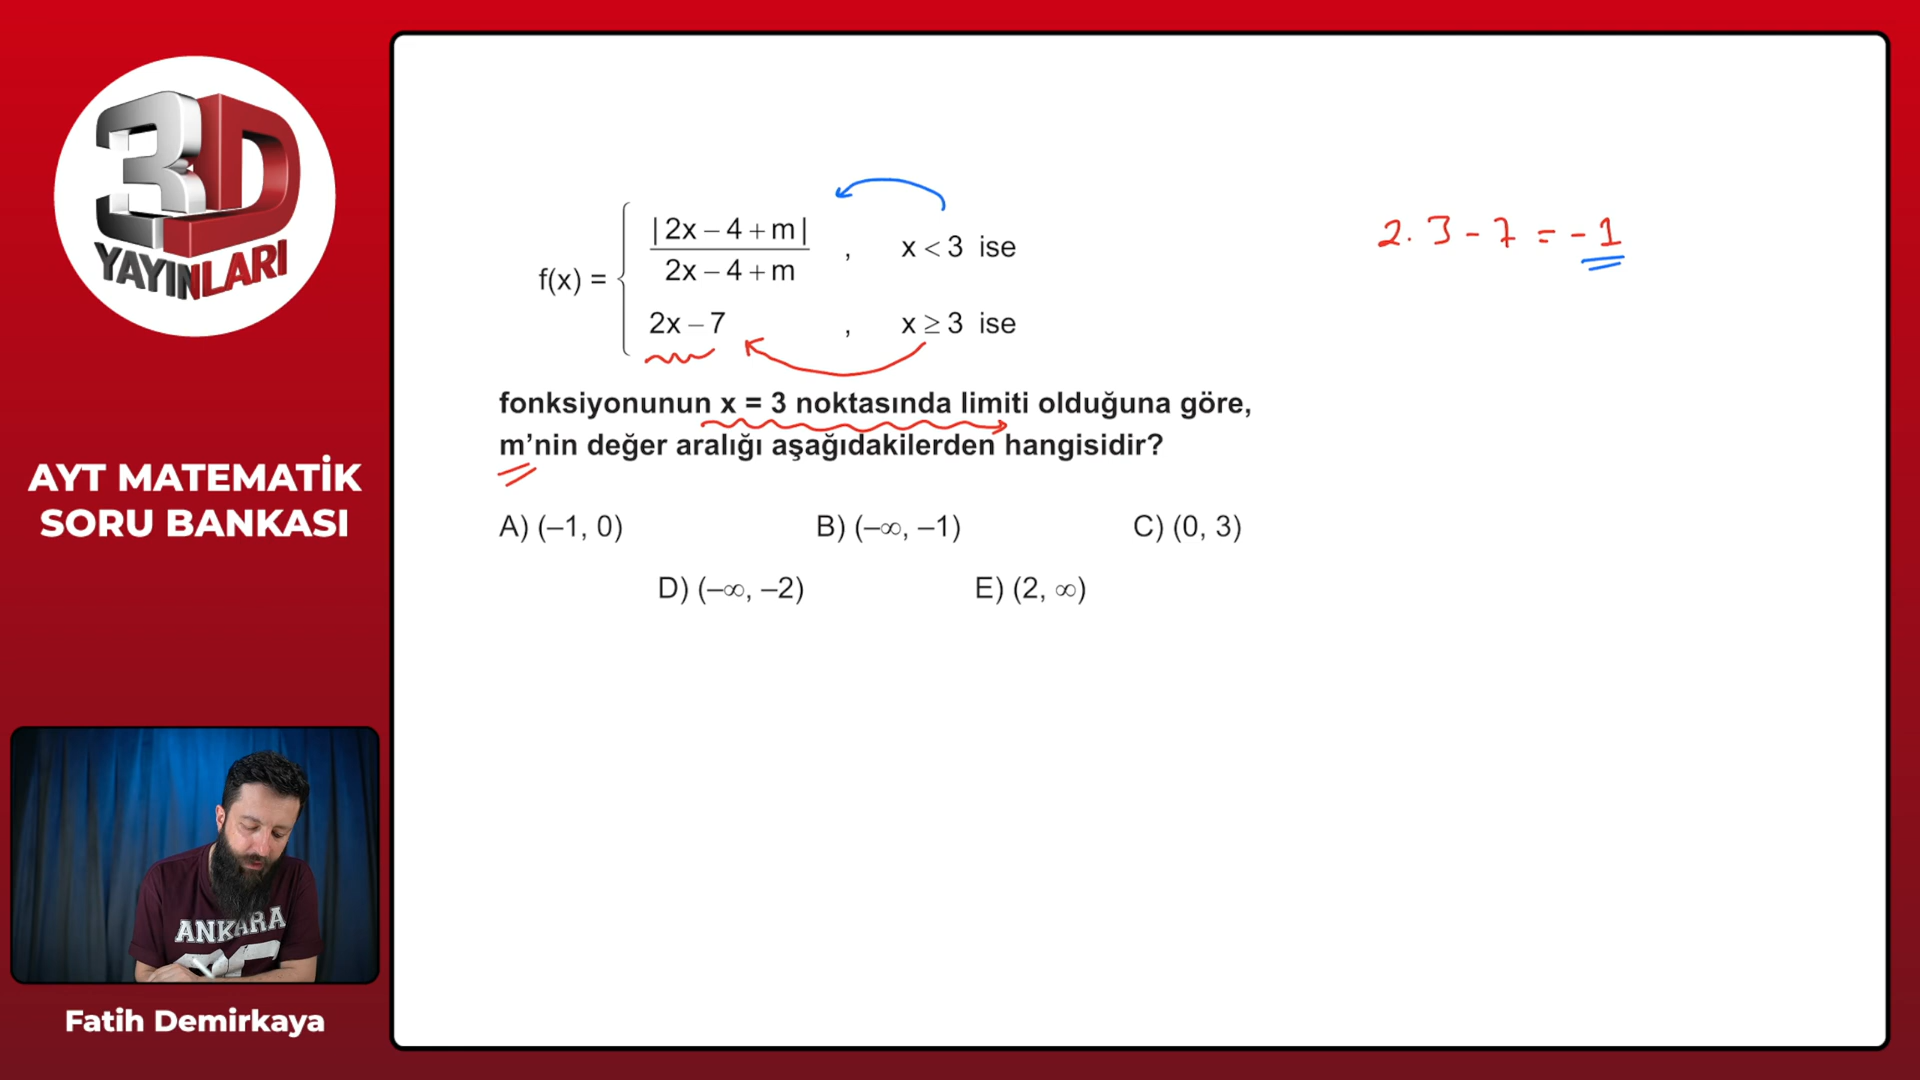 3D
YAYINLARI
AYT MATEMATİK
SORU BANKASI
ANKARA
Fatih Demirkaya
f(x) = { |2x – 4 + m| / 2x – 4 + m , x < 3 ise
2x – 7 , x ≥ 3 ise
2. 3 - 7 = -1
fonksiyonunun x = 3 noktasında limiti olduğuna göre,
m’nin değer aralığı aşağıdakilerden hangisidir?
A) (–1, 0) B) (–∞, –1) C) (0, 3)
D) (–∞, –2) E) (2, ∞)